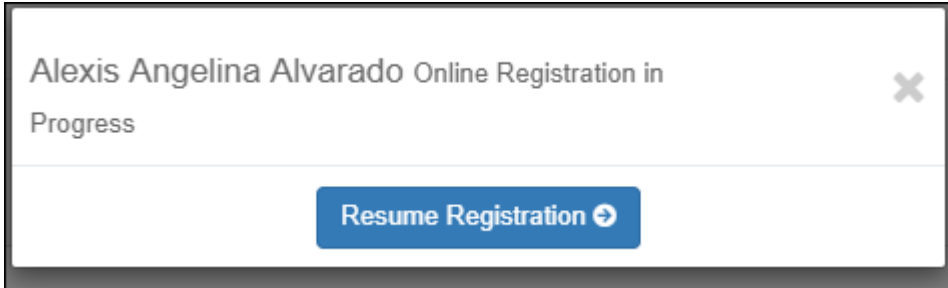 Alexis Angelina Alvarado Online Registration in
Progress
Resume Registration